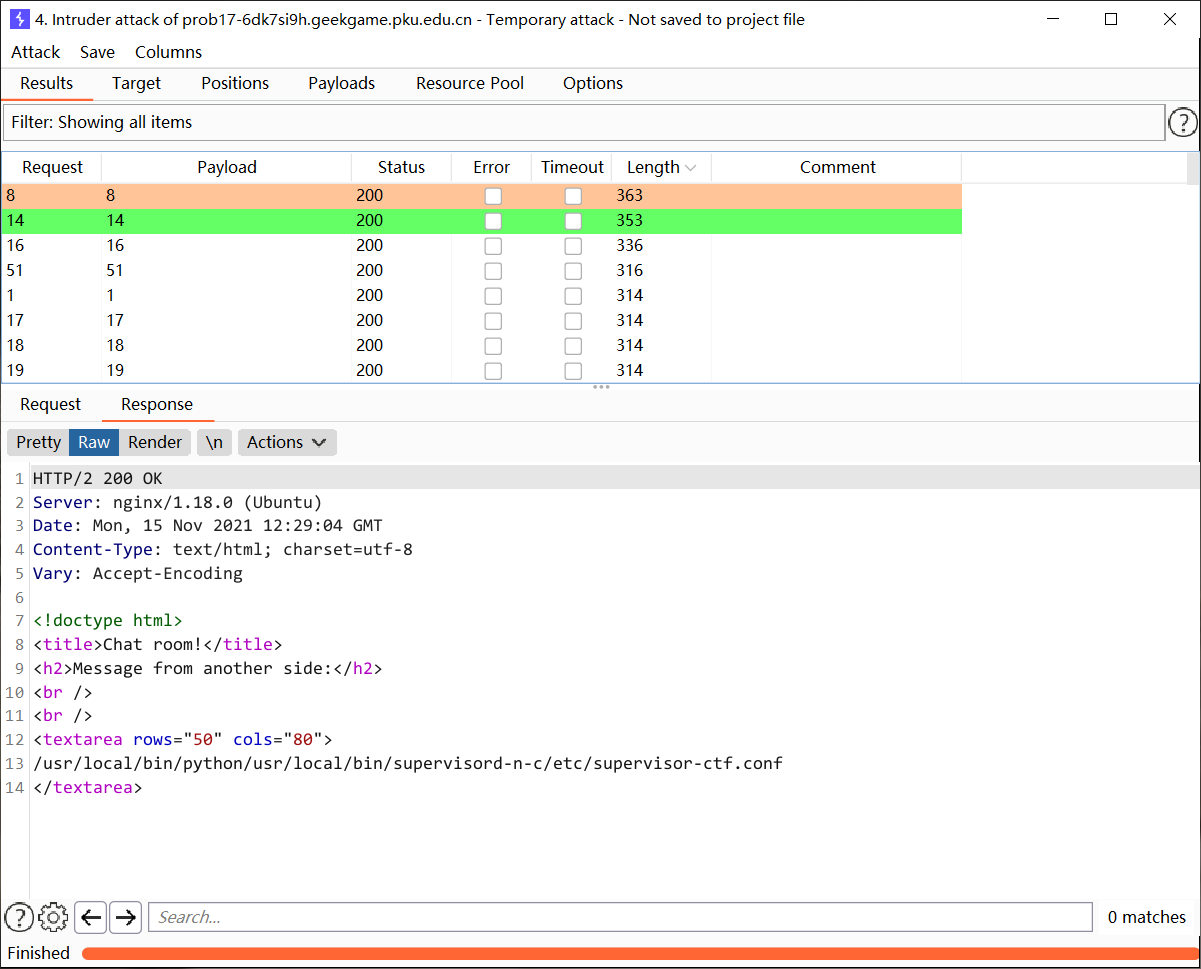 4. Intruder attack of prob17-6dk7si9h.geekgame.pku.edu.cn - Temporary attack - Not saved to project file
Attack Save Columns
Results Target Positions Payloads Resource Pool Options
Filter: Showing all items
?
Request Payload Status Error Timeout Length Comment
8 8 200 363
14 14 200 353
16 16 200 336
51 51 200 316
1 1 200 314
17 17 200 314
18 18 200 314
19 19 200 314
Request Response
Pretty Raw Render \n Actions
1 HTTP/2 200 OK
2 Server: nginx/1.18.0 (Ubuntu)
3 Date: Mon, 15 Nov 2021 12:29:04 GMT
4 Content-Type: text/html; charset=utf-8
5 Vary: Accept-Encoding
6
7 <!doctype html>
8 <title>Chat room!</title>
9 <h2>Message from another side:</h2>
10 <br />
11 <br />
12 <textarea rows="50" cols="80">
13 /usr/local/bin/python/usr/local/bin/supervisord-n-c/etc/supervisor-ctf.conf
14 </textarea>
? Search... 0 matches
Finished